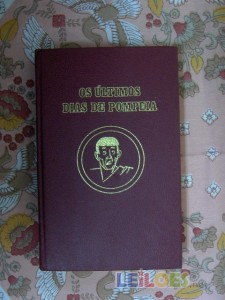 OS ÚLTIMOS
DIAS DE POMPEIA
LEILOES.net